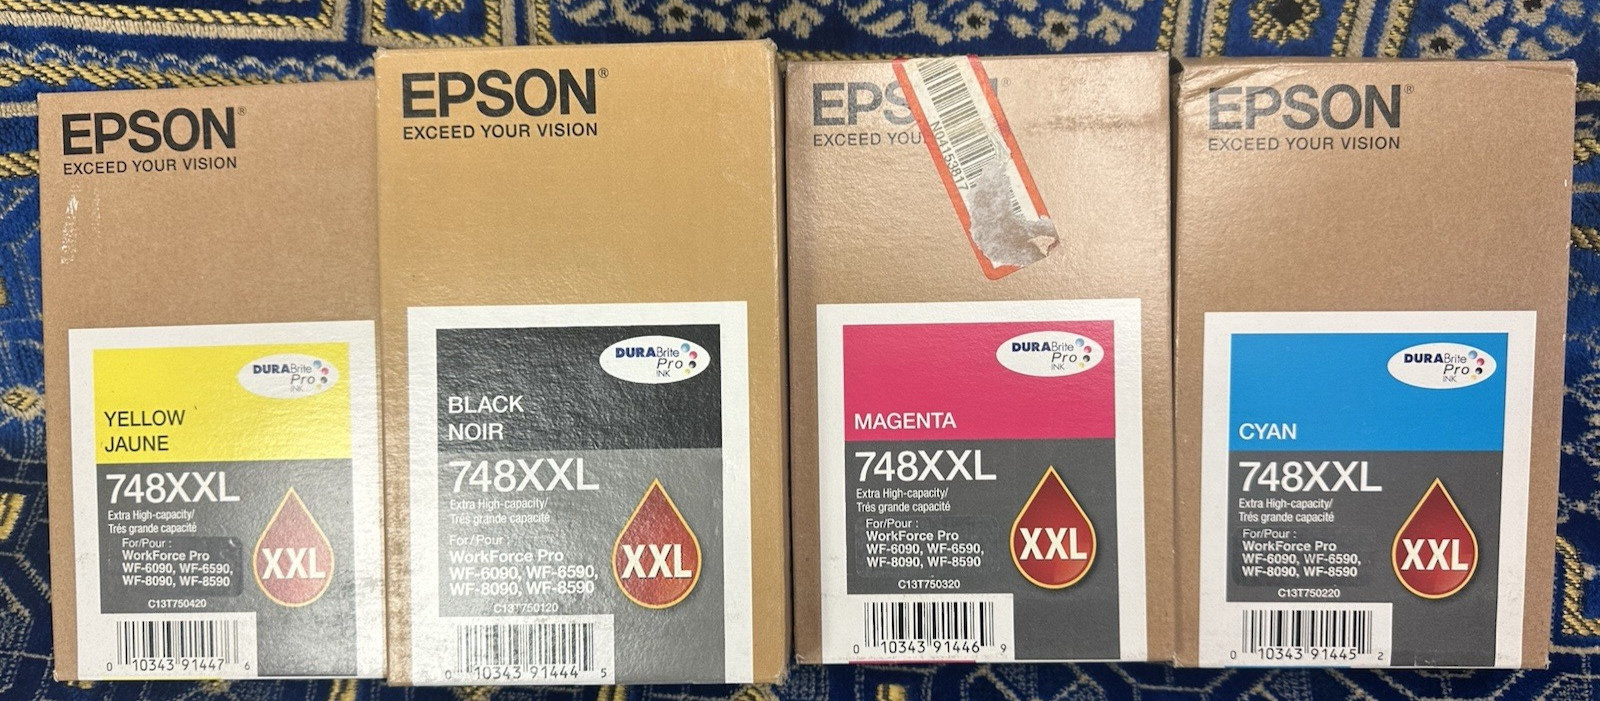 EPSON®
EXCEED YOUR VISION
DURABrite
Pro
INK
YELLOW
JAUNE
748XXL
Extra High-capacity/
Trés grande capacité
For/Pour :
WorkForce Pro
WF-6090, WF-6590,
WF-8090, WF-8590
XXL
C13T750420
0 10343 91447 6
EPSON®
EXCEED YOUR VISION
DURABrite
Pro
INK
BLACK
NOIR
748XXL
Extra High-capacity/
Trés grande capacité
For/Pour :
WorkForce Pro
WF-6090, WF-6590,
WF-8090, WF-8590
XXL
C13T750120
0 10343 91444 5
EPS ®
EXCEED YOU
N04153817
DURABrite
Pro
INK
MAGENTA
748XXL
Extra High-capacity/
Trés grande capacité
For/Pour :
WorkForce Pro
WF-6090, WF-6590,
WF-8090, WF-8590
XXL
C13T750320
0 10343 91446 9
EPSON®
EXCEED YOUR VISION
DURABrite
Pro
INK
CYAN
748XXL
Extra High-capacity/
Trés grande capacité
For/Pour :
WorkForce Pro
WF-6090, WF-6590,
WF-8090, WF-8590
XXL
C13T750220
0 10343 91445 2